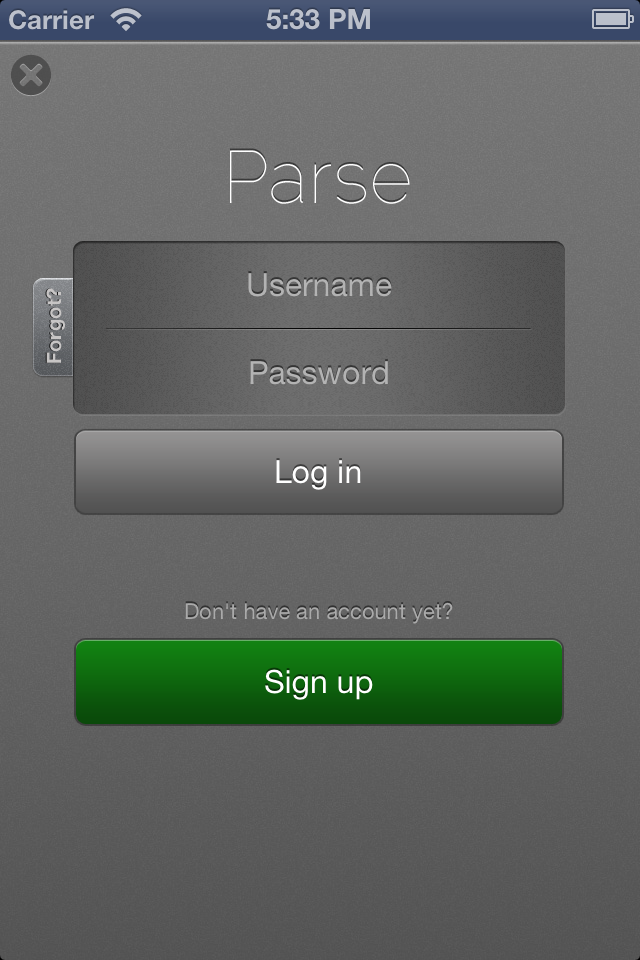 Carrier 5:33 PM
Parse
Username
Forgot?
Password
Log in
Don't have an account yet?
Sign up